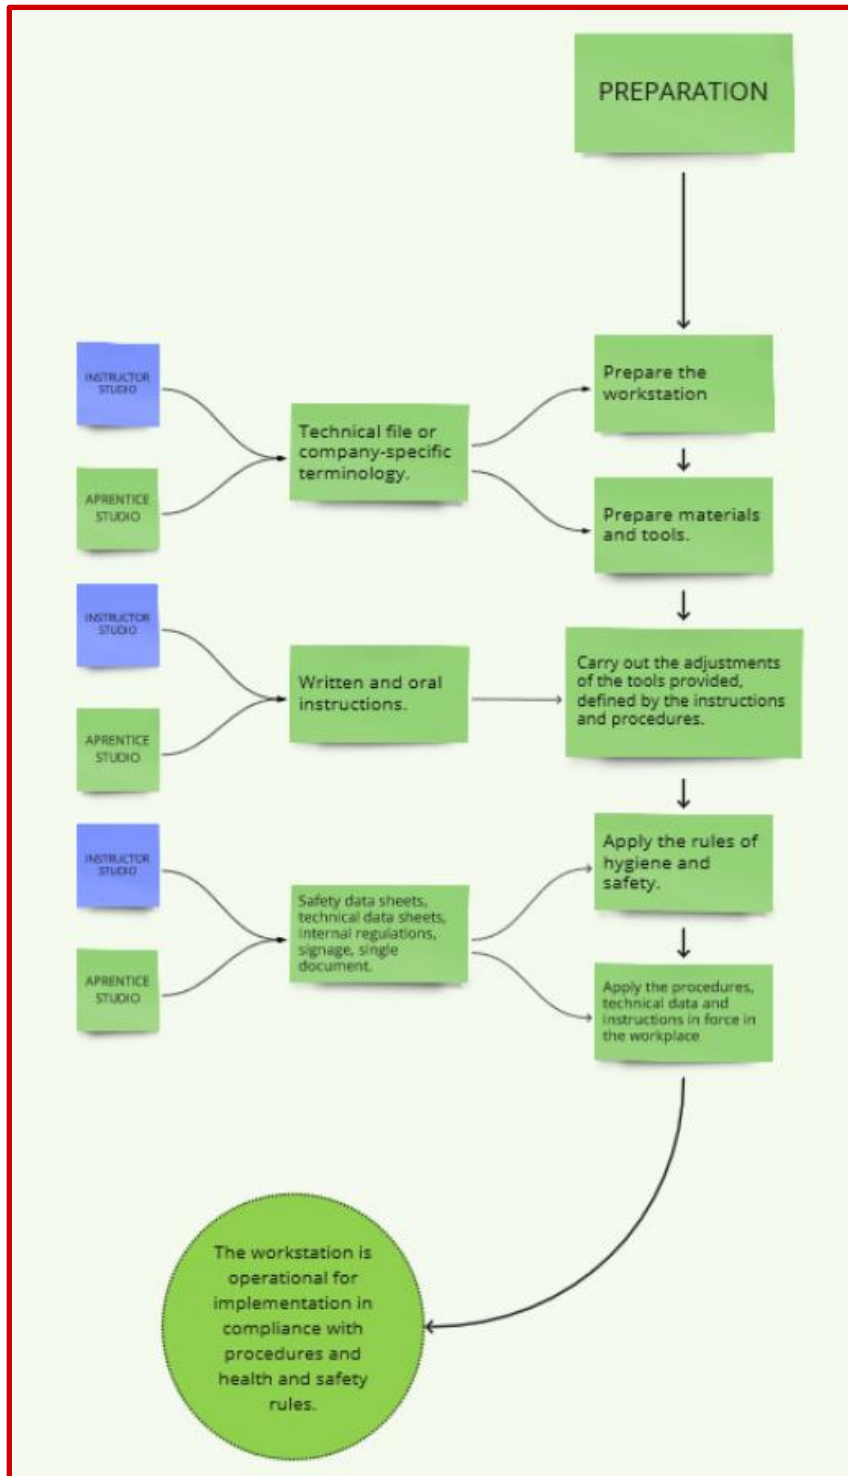 PREPARATION
INSTRUCTOR
STUDIO
APRENTICE
STUDIO
Technical file or
company-specific
terminology.
Prepare the
workstation
Prepare materials
and tools.
INSTRUCTOR
STUDIO
APRENTICE
STUDIO
Written and oral
instructions.
Carry out the adjustments
of the tools provided,
defined by the instructions
and procedures.
INSTRUCTOR
STUDIO
APRENTICE
STUDIO
Safety data sheets,
technical data sheets,
internal regulations,
signage, single
document.
Apply the rules of
hygiene and
safety.
Apply the procedures,
technical data and
instructions in force in
the workplace
The workstation is
operational for
implementation in
compliance with
procedures and
health and safety
rules.